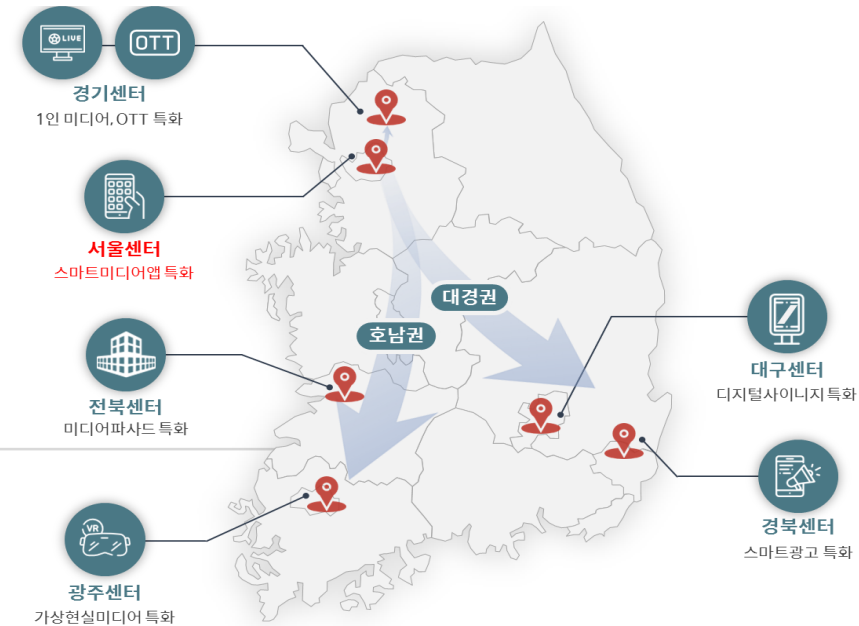 LIVE
OTT
경기센터
1인 미디어, OTT 특화
서울센터
스마트미디어앱 특화
대경권
호남권
전북센터
미디어파사드 특화
대구센터
디지털사이니지 특화
VR
광주센터
가상현실미디어 특화
경북센터
스마트광고 특화